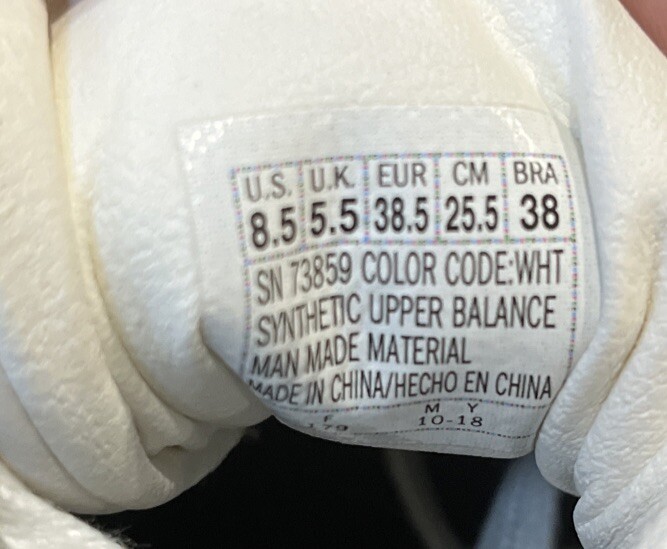 U.S. U.K. EUR CM BRA
8.5 5.5 38.5 25.5 38
SN 73859 COLOR CODE:WHT
SYNTHETIC UPPER BALANCE
MAN MADE MATERIAL
MADE IN CHINA/HECHO EN CHINA
F M Y
179 10-18